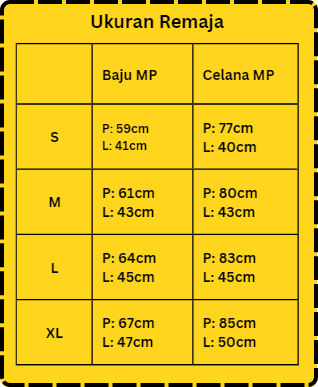 Ukuran Remaja
Baju MP
Celana MP
S
P: 59cm
L: 41cm
P: 77cm
L: 40cm
M
P: 61cm
L: 43cm
P: 80cm
L: 43cm
L
P: 64cm
L: 45cm
P: 83cm
L: 45cm
XL
P: 67cm
L: 47cm
P: 85cm
L: 50cm